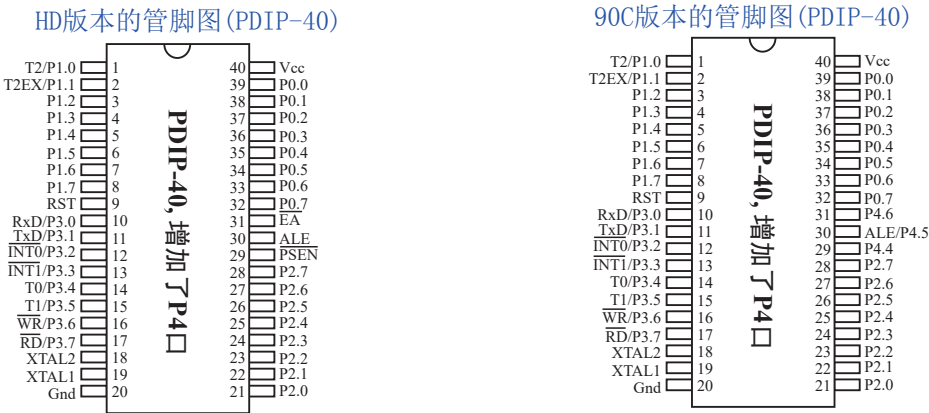 HD版本的管脚图(PDIP-40)
T2/P1.0 1 40 Vcc
T2EX/P1.1 2 39 P0.0
P1.2 3 38 P0.1
P1.3 4 37 P0.2
P1.4 5 36 P0.3
P1.5 6 35 P0.4
P1.6 7 34 P0.5
P1.7 8 33 P0.6
RST 9 32 P0.7
RxD/P3.0 10 31 EA
TxD/P3.1 11 30 ALE
INT0/P3.2 12 29 PSEN
INT1/P3.3 13 28 P2.7
T0/P3.4 14 27 P2.6
T1/P3.5 15 26 P2.5
WR/P3.6 16 25 P2.4
RD/P3.7 17 24 P2.3
XTAL2 18 23 P2.2
XTAL1 19 22 P2.1
Gnd 20 21 P2.0
PDIP-40, 增加了P4口
90C版本的管脚图(PDIP-40)
T2/P1.0 1 40 Vcc
T2EX/P1.1 2 39 P0.0
P1.2 3 38 P0.1
P1.3 4 37 P0.2
P1.4 5 36 P0.3
P1.5 6 35 P0.4
P1.6 7 34 P0.5
P1.7 8 33 P0.6
RST 9 32 P0.7
RxD/P3.0 10 31 P4.6
TxD/P3.1 11 30 ALE/P4.5
INT0/P3.2 12 29 P4.4
INT1/P3.3 13 28 P2.7
T0/P3.4 14 27 P2.6
T1/P3.5 15 26 P2.5
WR/P3.6 16 25 P2.4
RD/P3.7 17 24 P2.3
XTAL2 18 23 P2.2
XTAL1 19 22 P2.1
Gnd 20 21 P2.0
PDIP-40, 增加了P4口